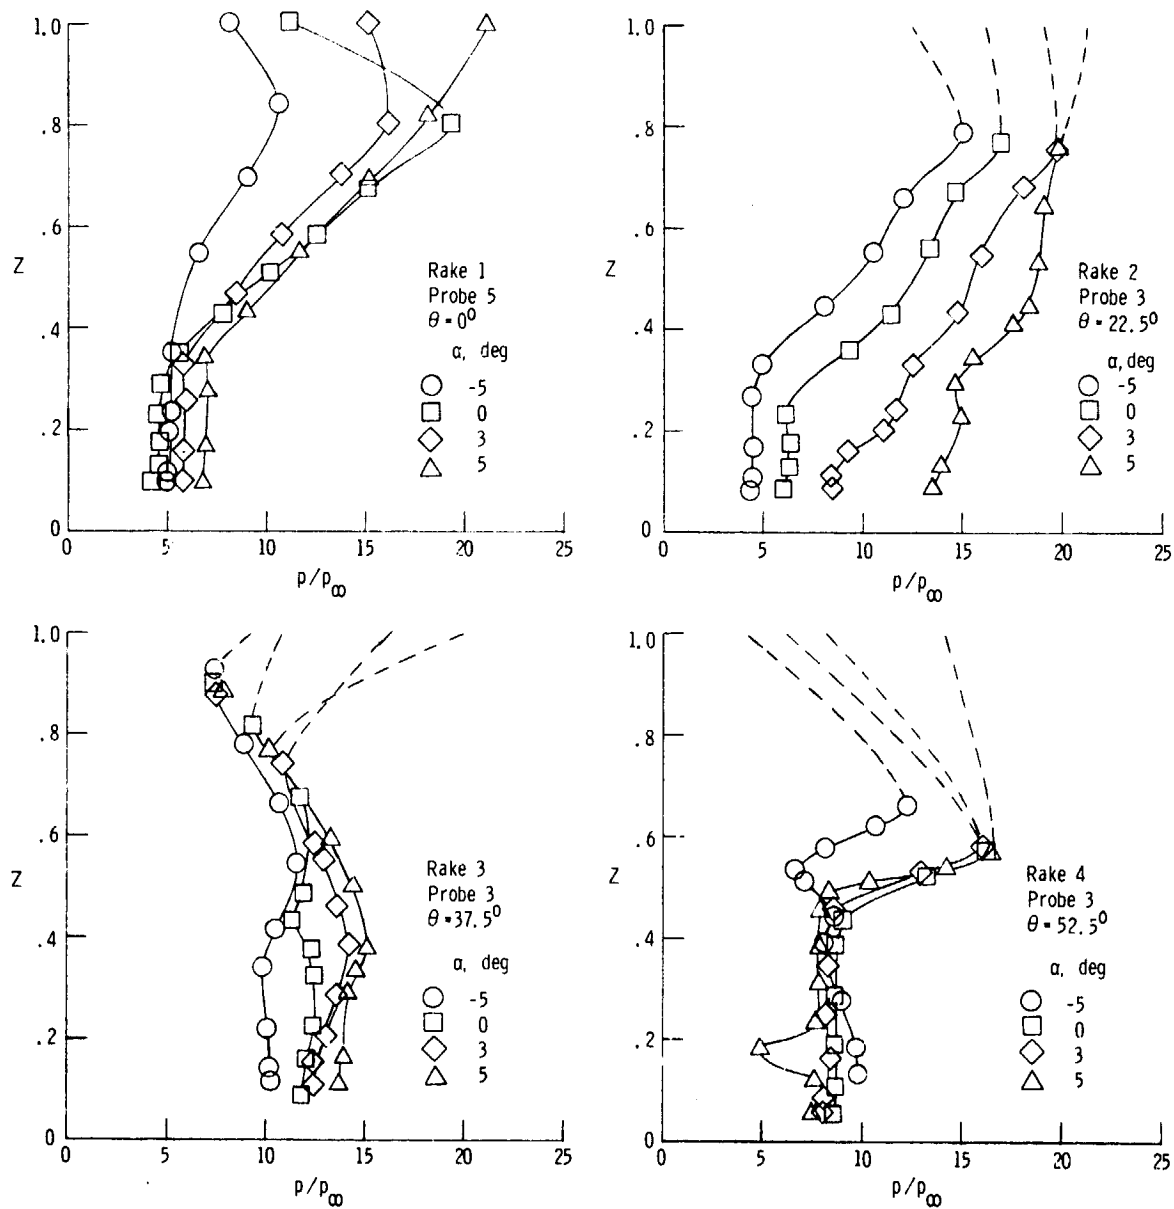 1.0
.8
.6
Z
.4
.2
0
0 5 10 15 20 25
p/p∞
Rake 1
Probe 5
θ = 0⁰
α, deg
-5
0
3
5
1.0
.8
.6
Z
.4
.2
0
0 5 10 15 20 25
p/p∞
Rake 2
Probe 3
θ = 22.5⁰
α, deg
-5
0
3
5
1.0
.8
.6
Z
.4
.2
0
0 5 10 15 20 25
p/p∞
Rake 3
Probe 3
θ = 37.5⁰
α, deg
-5
0
3
5
1.0
.8
.6
Z
.4
.2
0
0 5 10 15 20 25
p/p∞
Rake 4
Probe 3
θ = 52.5⁰
α, deg
-5
0
3
5